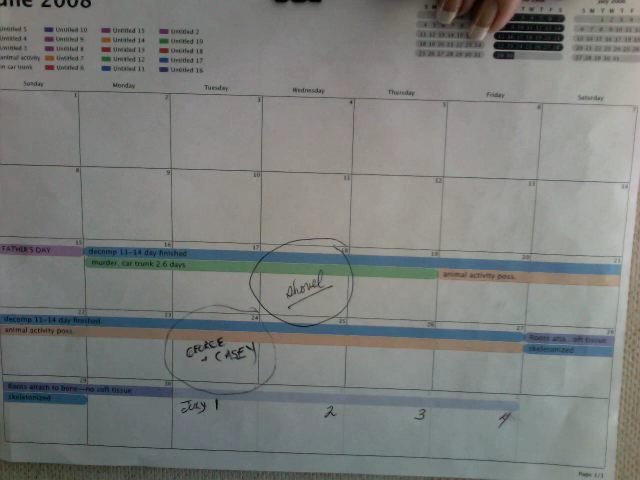 une 2008
July 2008
Untitled 5 Untitled 10 Untitled 15 Untitled 2
Untitled 4 Untitled 9 Untitled 14 Untitled 19
Untitled 3 Untitled 8 Untitled 13 Untitled 18
animal activity Untitled 7 Untitled 12 Untitled 17
in car trunk Untitled 6 Untitled 11 Untitled 16
Sunday Monday Tuesday Wednesday Thursday Friday Saturday
1 2 3 4 5 6 7
8 9 10 11 12 13 14
15 16 17 18 19 20 21
FATHER'S DAY decomp 11-14 day finished
murder, car trunk 2.6 days animal activity poss.
shovel
22 23 24 25 26 27 28
decomp 11-14 day finished Roots atta...oft tissue
animal activity poss. skeletonized
GEORGE
+ CASEY
29 30
Roots attach to bone—no soft tissue
skeletonized
July 1 2 3 4
Page 1/1